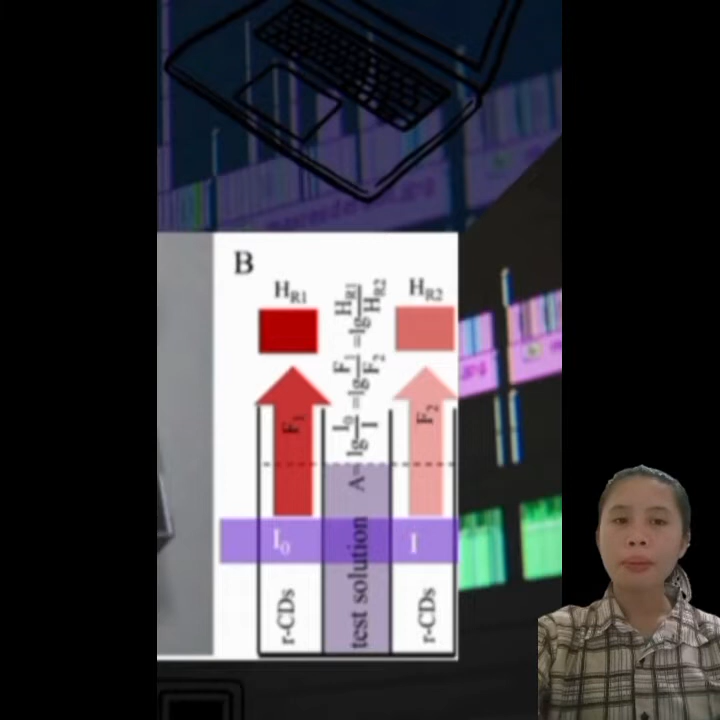 B
H_R1
H_R2
A = lg I_0/I = lg F_1/F_2 = lg H_R1/H_R2
F_1
F_2
I_0
I
r-CDs
test solution
r-CDs